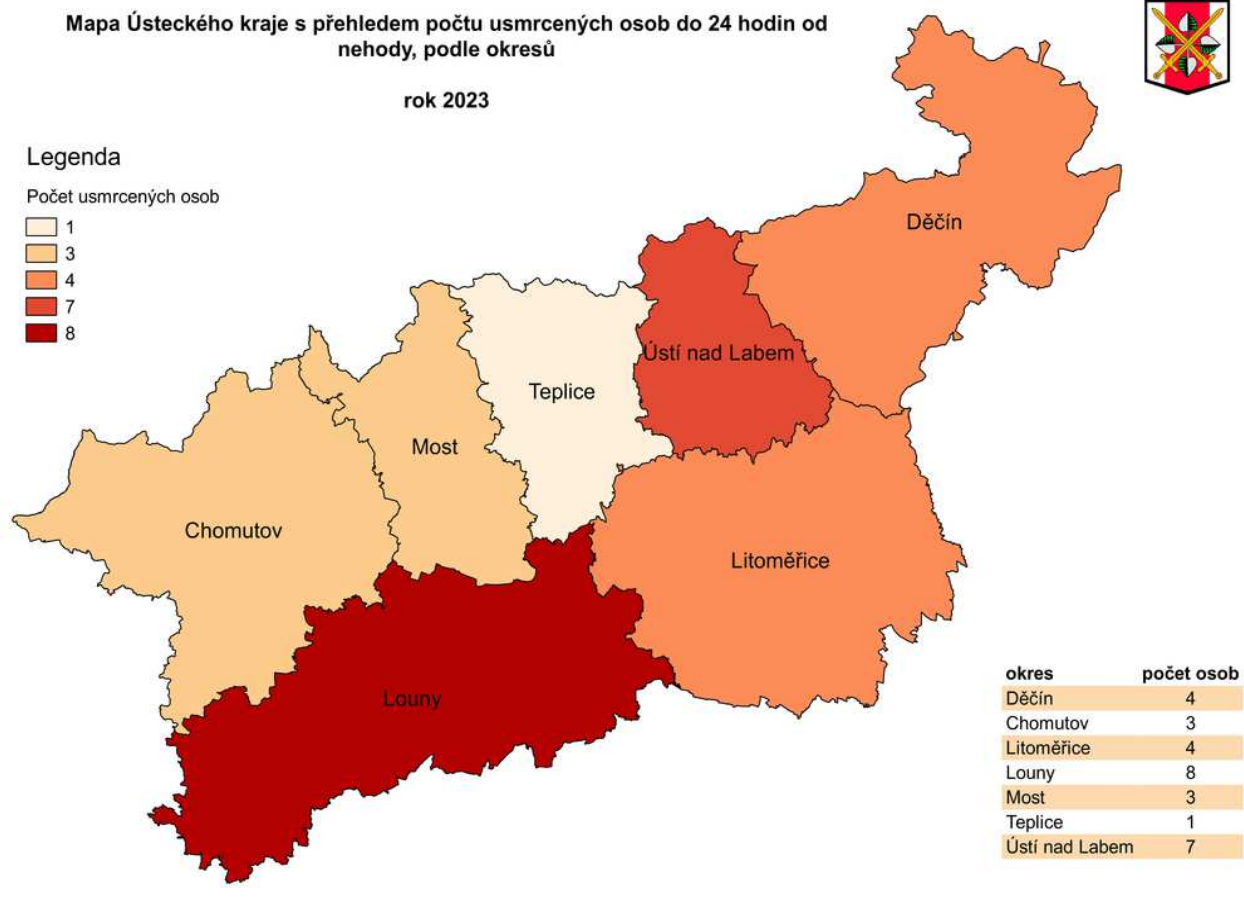 Mapa Ústeckého kraje s přehledem počtu usmrcených osob do 24 hodin od
nehody, podle okresů
rok 2023
Legenda
Počet usmrcených osob
1
3
4
7
8
Děčín
Ústí nad Labem
Teplice
Most
Chomutov
Litoměřice
Louny
okres počet osob
Děčín 4
Chomutov 3
Litoměřice 4
Louny 8
Most 3
Teplice 1
Ústí nad Labem 7